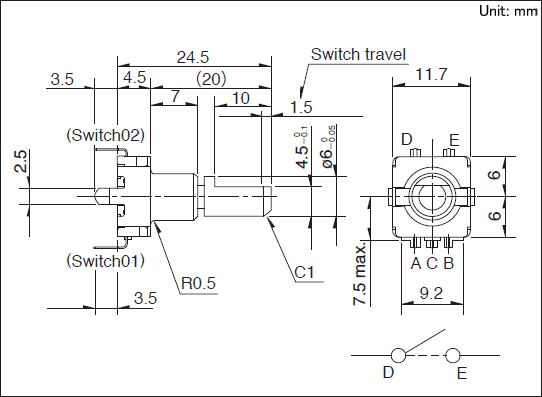 Unit: mm
24.5
Switch travel
3.5
4.5
(20)
11.7
7
10
1.5
(Switch02)
D
E
2.5
4.5 0 -0.1
ø6 0 -0.05
6
6
(Switch01)
A
C
B
R0.5
C1
7.5 max.
3.5
9.2
D
E